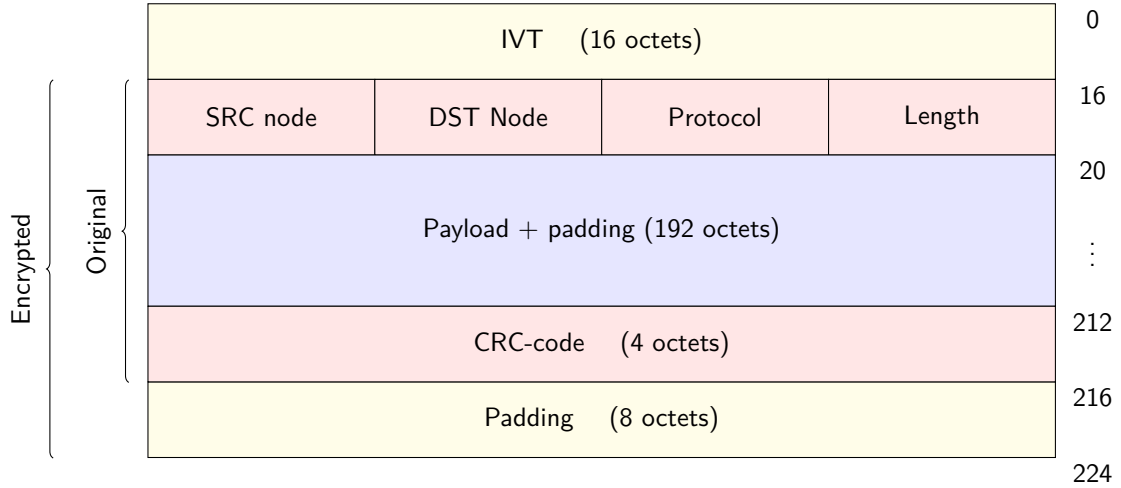 0
IVT (16 octets)
16
SRC node DST Node Protocol Length
20
Payload + padding (192 octets)
⋮
212
CRC-code (4 octets)
216
Padding (8 octets)
224
Original
Encrypted